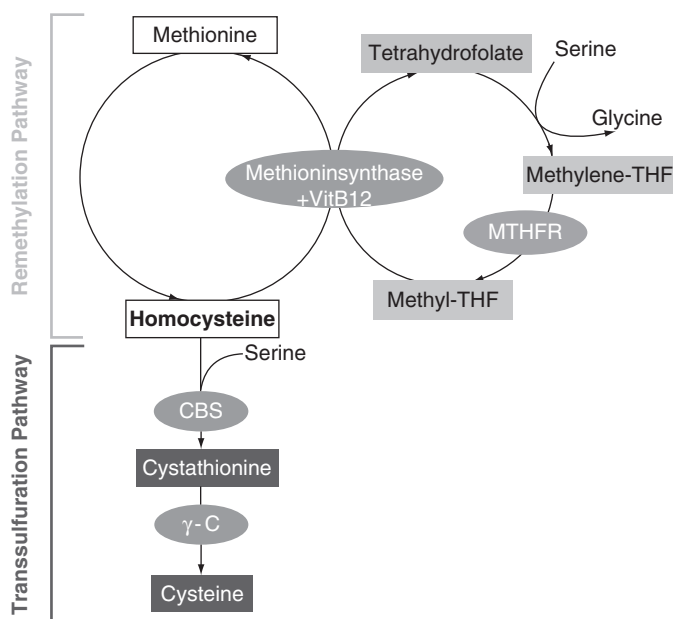 Remethylation Pathway
Methionine
Tetrahydrofolate
Serine
Glycine
Methioninsynthase
+VitB12
Methylene-THF
MTHFR
Methyl-THF
Homocysteine
Transsulfuration Pathway
Serine
CBS
Cystathionine
γ-C
Cysteine